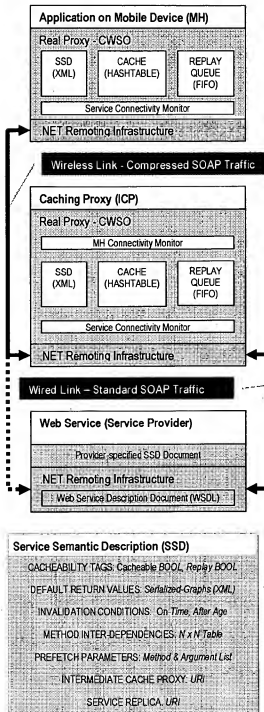 Application on Mobile Device (MH)
Real Proxy - CWSO
SSD
(XML)
CACHE
(HASHTABLE)
REPLAY
QUEUE
(FIFO)
Service Connectivity Monitor
.NET Remoting Infrastructure
Wireless Link - Compressed SOAP Traffic
Caching Proxy (ICP)
Real Proxy - CWSO
MH Connectivity Monitor
SSD
(XML)
CACHE
(HASHTABLE)
REPLAY
QUEUE
(FIFO)
Service Connectivity Monitor
.NET Remoting Infrastructure
Wired Link – Standard SOAP Traffic
Web Service (Service Provider)
Provider-specified SSD Document
.NET Remoting Infrastructure
Web Service Description Document (WSDL)
Service Semantic Description (SSD)
CACHEABILITY TAGS: Cacheable BOOL, Replay BOOL
DEFAULT RETURN VALUES: Serialized-Graphs (XML)
INVALIDATION CONDITIONS: On Time, After Age
METHOD INTER-DEPENDENCIES: N x N Table
PREFETCH PARAMETERS: Method & Argument List
INTERMEDIATE CACHE PROXY: URI
SERVICE REPLICA: URI